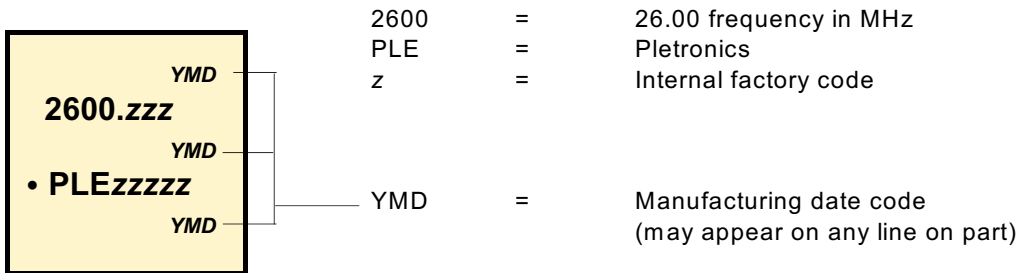 2600 = 26.00 frequency in MHz
PLE = Pletronics
z = Internal factory code
YMD
2600.zzz
YMD
• PLEzzzzz
YMD
YMD = Manufacturing date code
(may appear on any line on part)